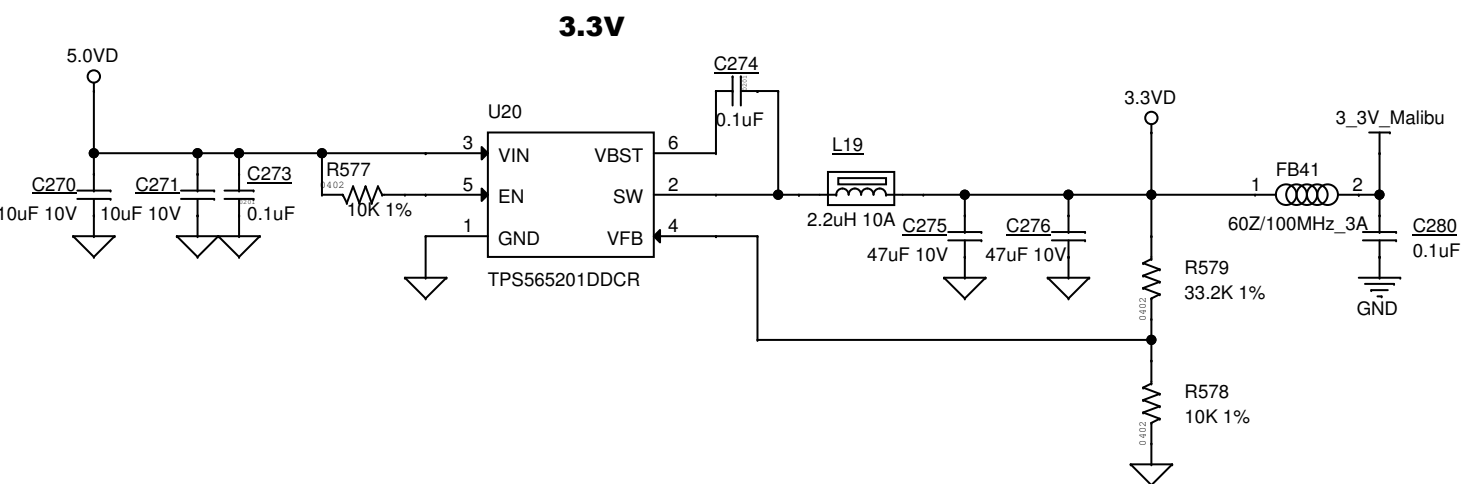 3.3V
5.0VD
C270
10uF 10V
C271
10uF 10V
C273
0201
0.1uF
R577
0402
10K 1%
U20
3 VIN
5 EN
1 GND
VBST 6
SW 2
VFB 4
TPS565201DDCR
C274
0201
0.1uF
L19
2.2uH 10A
C275
47uF 10V
C276
47uF 10V
3.3VD
R579
33.2K 1%
0402
R578
10K 1%
0402
FB41
1 2
60Z/100MHz_3A
3_3V_Malibu
C280
0.1uF
GND